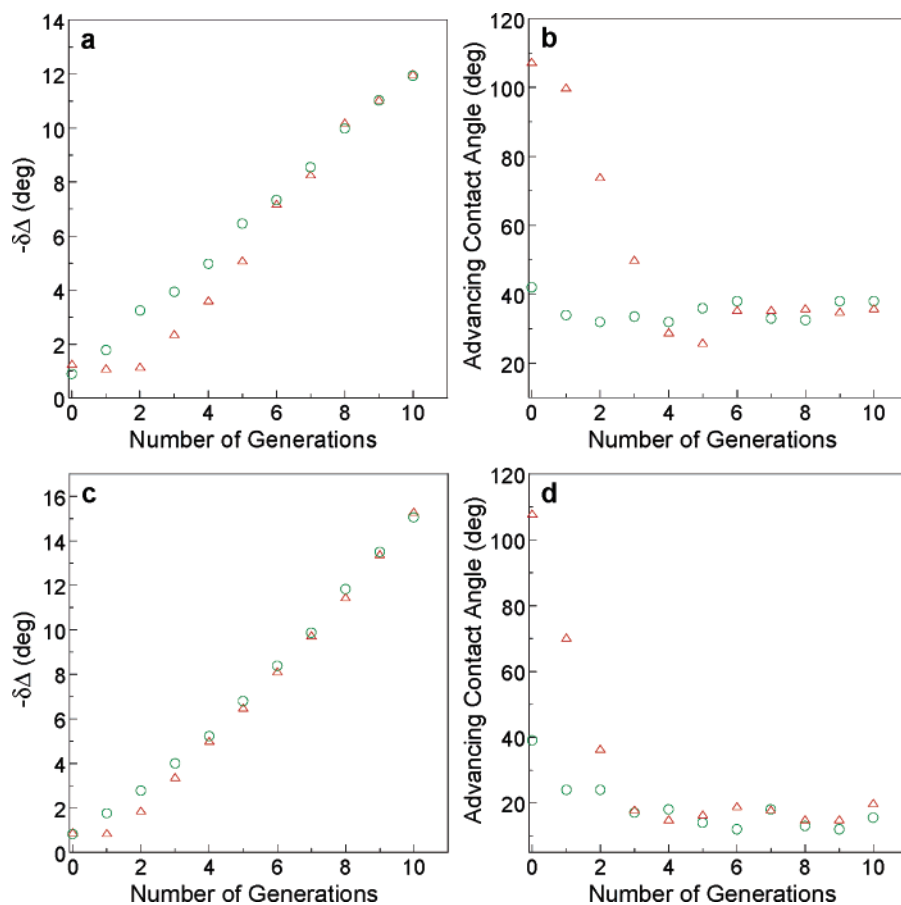 a
14
12
10
8
6
4
2
0
-δΔ (deg)
0 2 4 6 8 10
Number of Generations
b
120
100
80
60
40
20
Advancing Contact Angle (deg)
0 2 4 6 8 10
Number of Generations
c
16
14
12
10
8
6
4
2
0
-δΔ (deg)
0 2 4 6 8 10
Number of Generations
d
120
100
80
60
40
20
Advancing Contact Angle (deg)
0 2 4 6 8 10
Number of Generations